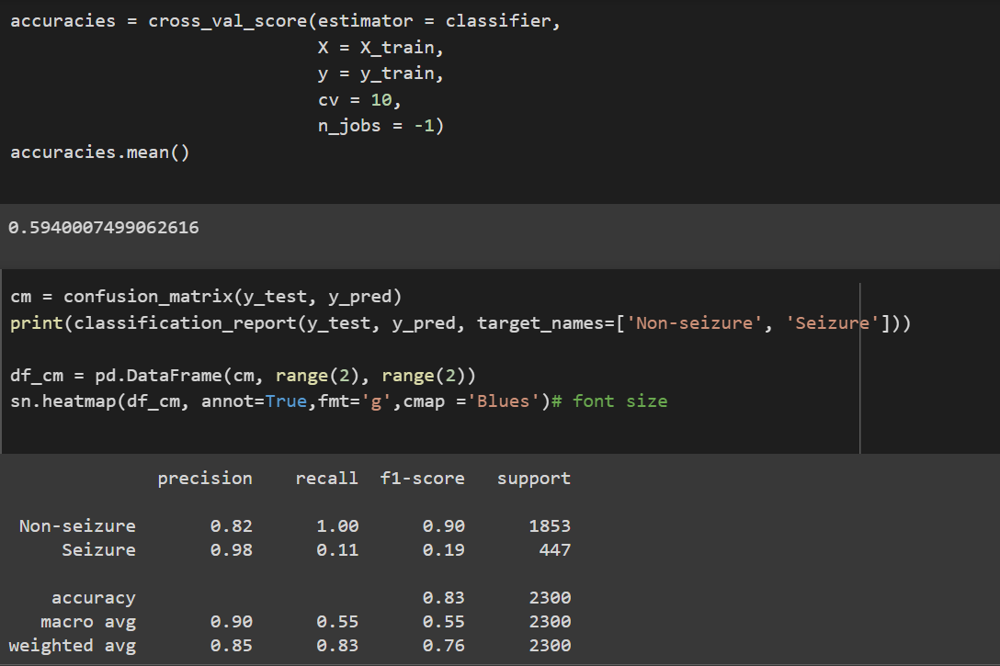 accuracies = cross_val_score(estimator = classifier,
X = X_train,
y = y_train,
cv = 10,
n_jobs = -1)
accuracies.mean()
0.5940007499062616
cm = confusion_matrix(y_test, y_pred)
print(classification_report(y_test, y_pred, target_names=['Non-seizure', 'Seizure']))
df_cm = pd.DataFrame(cm, range(2), range(2))
sn.heatmap(df_cm, annot=True,fmt='g',cmap ='Blues')# font size
precision recall f1-score support
Non-seizure 0.82 1.00 0.90 1853
Seizure 0.98 0.11 0.19 447
accuracy 0.83 2300
macro avg 0.90 0.55 0.55 2300
weighted avg 0.85 0.83 0.76 2300